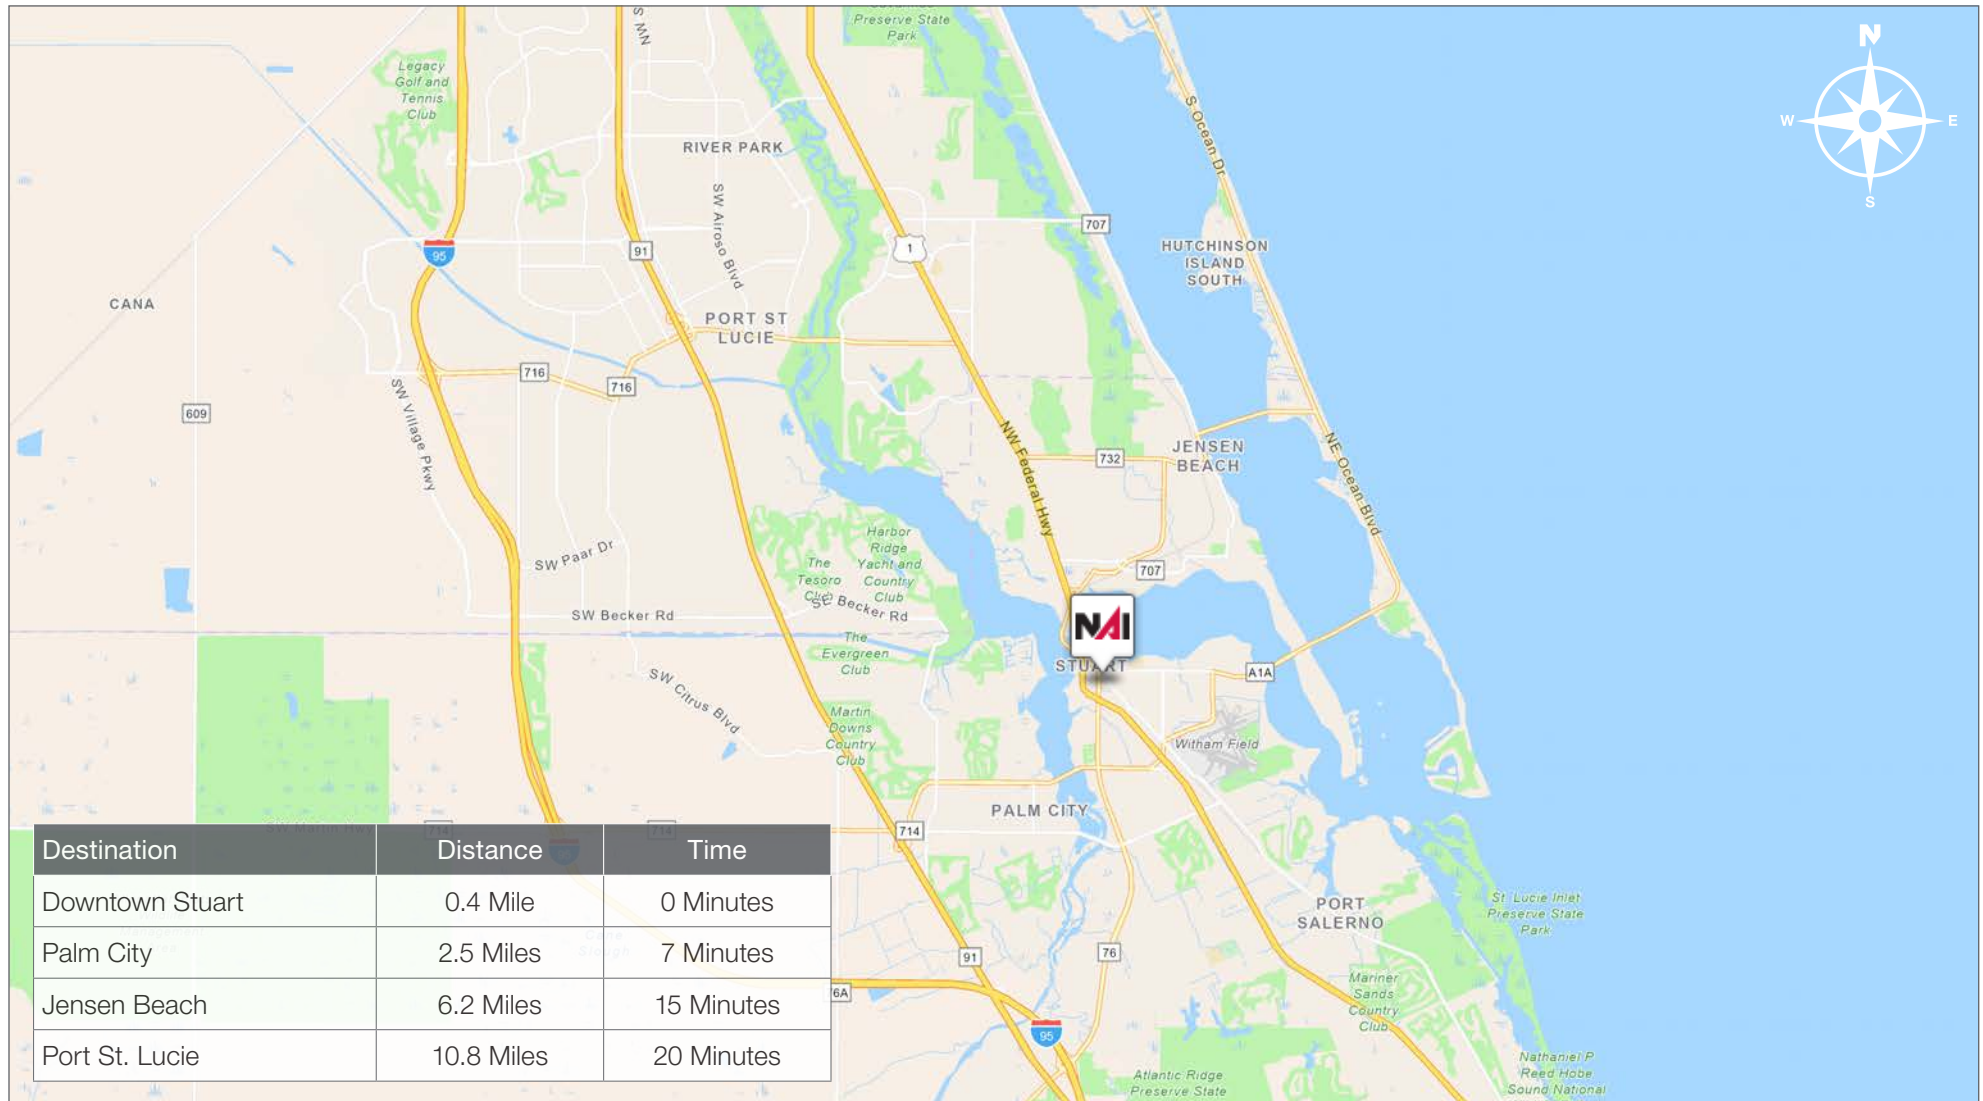 Preserve State
Park
N
W
E
S
Legacy
Golf and
Tennis
Club
S Ocean Dr
RIVER PARK
SW Airoso Blvd
707
HUTCHINSON
ISLAND
SOUTH
1
91
95
CANA
PORT ST
LUCIE
716
716
609
SW Village Pkwy
NW Federal Hwy
JENSEN
BEACH
732
NE Ocean Blvd
Harbor
Ridge
Yacht and
Country
Club
The
Tesoro
Club
SW Paar Dr
707
SW Becker Rd
SE Becker Rd
NAI
The
Evergreen
Club
STUART
A1A
SW Citrus Blvd
Martin
Downs
Country
Club
Witham Field
PALM CITY
SW Martin Hwy
714
714
714
Destination Distance Time
Downtown Stuart 0.4 Mile 0 Minutes
Palm City 2.5 Miles 7 Minutes
Jensen Beach 6.2 Miles 15 Minutes
Port St. Lucie 10.8 Miles 20 Minutes
PORT
SALERNO
St. Lucie Inlet
Preserve State
Park
91
76
6A
95
Mariner
Sands
Country
Club
Atlantic Ridge
Preserve State
Nathaniel P
Reed Hobe
Sound National